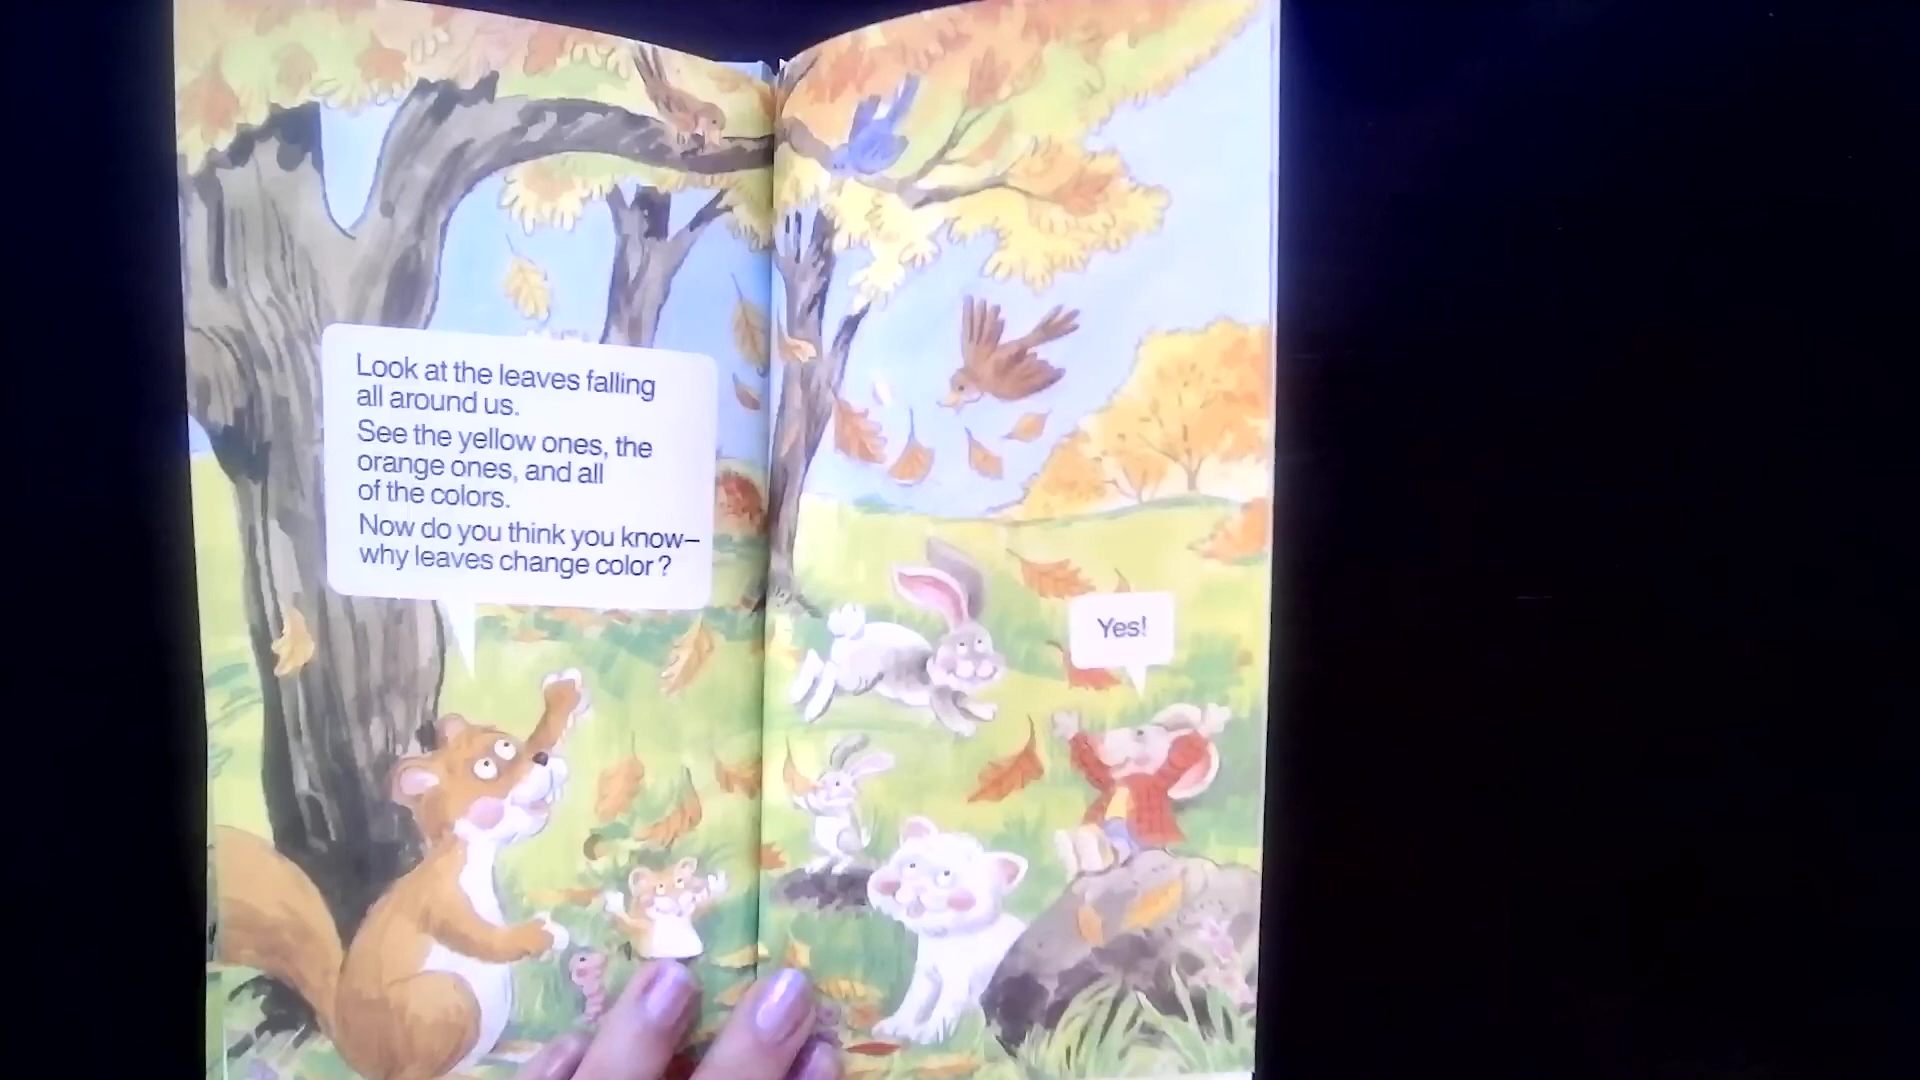 Look at the leaves falling
all around us.
See the yellow ones, the
orange ones, and all
of the colors.
Now do you think you know–
why leaves change color?
Yes!